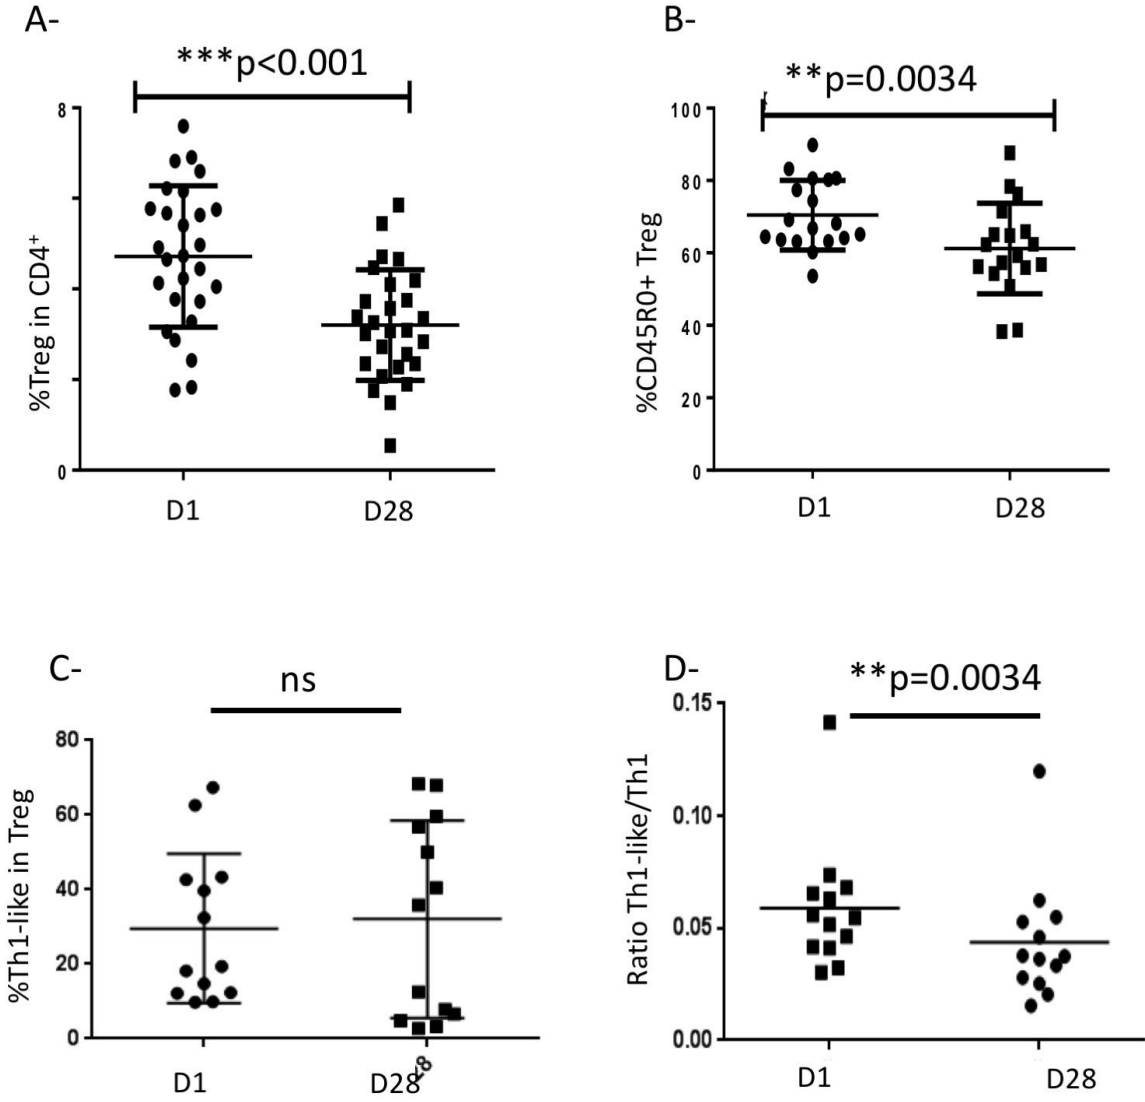 A-
***p<0.001
8
0
%Treg in CD4+
D1
D28
B-
**p=0.0034
100
80
60
40
20
0
%CD45R0+ Treg
D1
D28
C-
ns
80
60
40
20
0
%Th1-like in Treg
D1
D28
D-
**p=0.0034
0.15
0.10
0.05
0.00
Ratio Th1-like/Th1
D1
D28